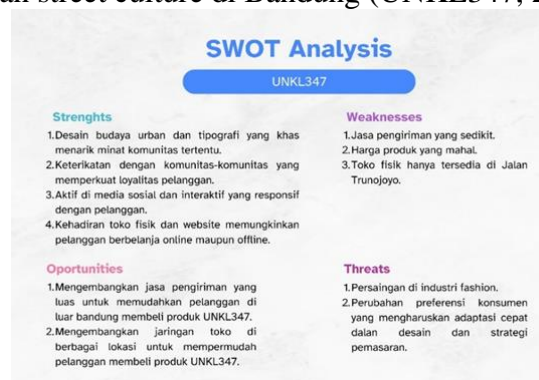 an street culture di Bandung (UNKL347, 2
SWOT Analysis
UNKL347
Strenghts
1.Desain budaya urban dan tipografi yang khas
menarik minat komunitas tertentu.
2.Keterikatan dengan komunitas-komunitas yang
memperkuat loyalitas pelanggan.
3.Aktif di media sosial dan interaktif yang responsif
dengan pelanggan.
4.Kehadiran toko fisik dan website memungkinkan
pelanggan berbelanja online maupun offline.
Weaknesses
1.Jasa pengiriman yang sedikit.
2.Harga produk yang mahal.
3.Toko fisik hanya tersedia di Jalan
Trunojoyo.
Oportunities
1.Mengembangkan jasa pengiriman yang
luas untuk memudahkan pelanggan di
luar bandung membeli produk UNKL347.
2.Mengembangkan jaringan toko di
berbagai lokasi untuk mempermudah
pelanggan membeli produk UNKL347.
Threats
1.Persaingan di industri fashion.
2.Perubahan preferensi konsumen
yang mengharuskan adaptasi cepat
dalan desain dan strategi
pemasaran.